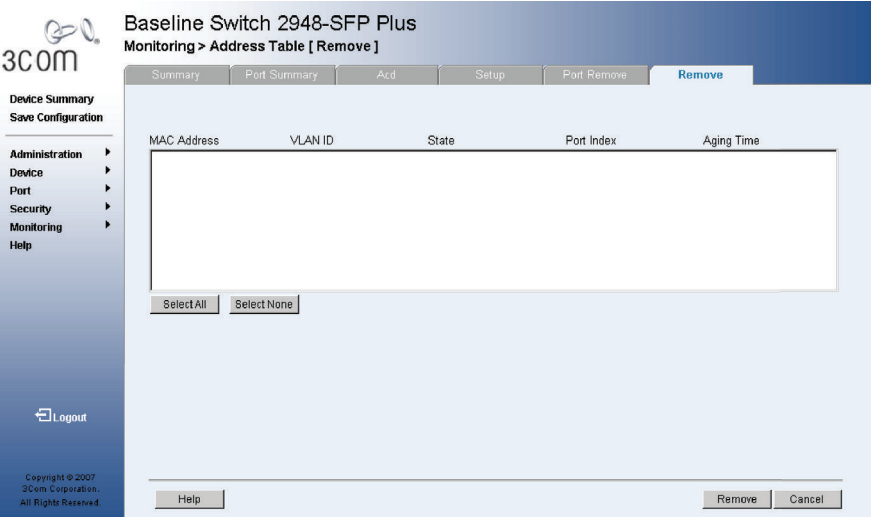 3COM
Baseline Switch 2948-SFP Plus
Monitoring > Address Table [ Remove ]
Summary Port Summary Add Setup Port Remove Remove
Device Summary
Save Configuration
Administration
Device
Port
Security
Monitoring
Help
MAC Address VLAN ID State Port Index Aging Time
Select All Select None
Logout
Copyright © 2007
3Com Corporation.
All Rights Reserved.
Help Remove Cancel